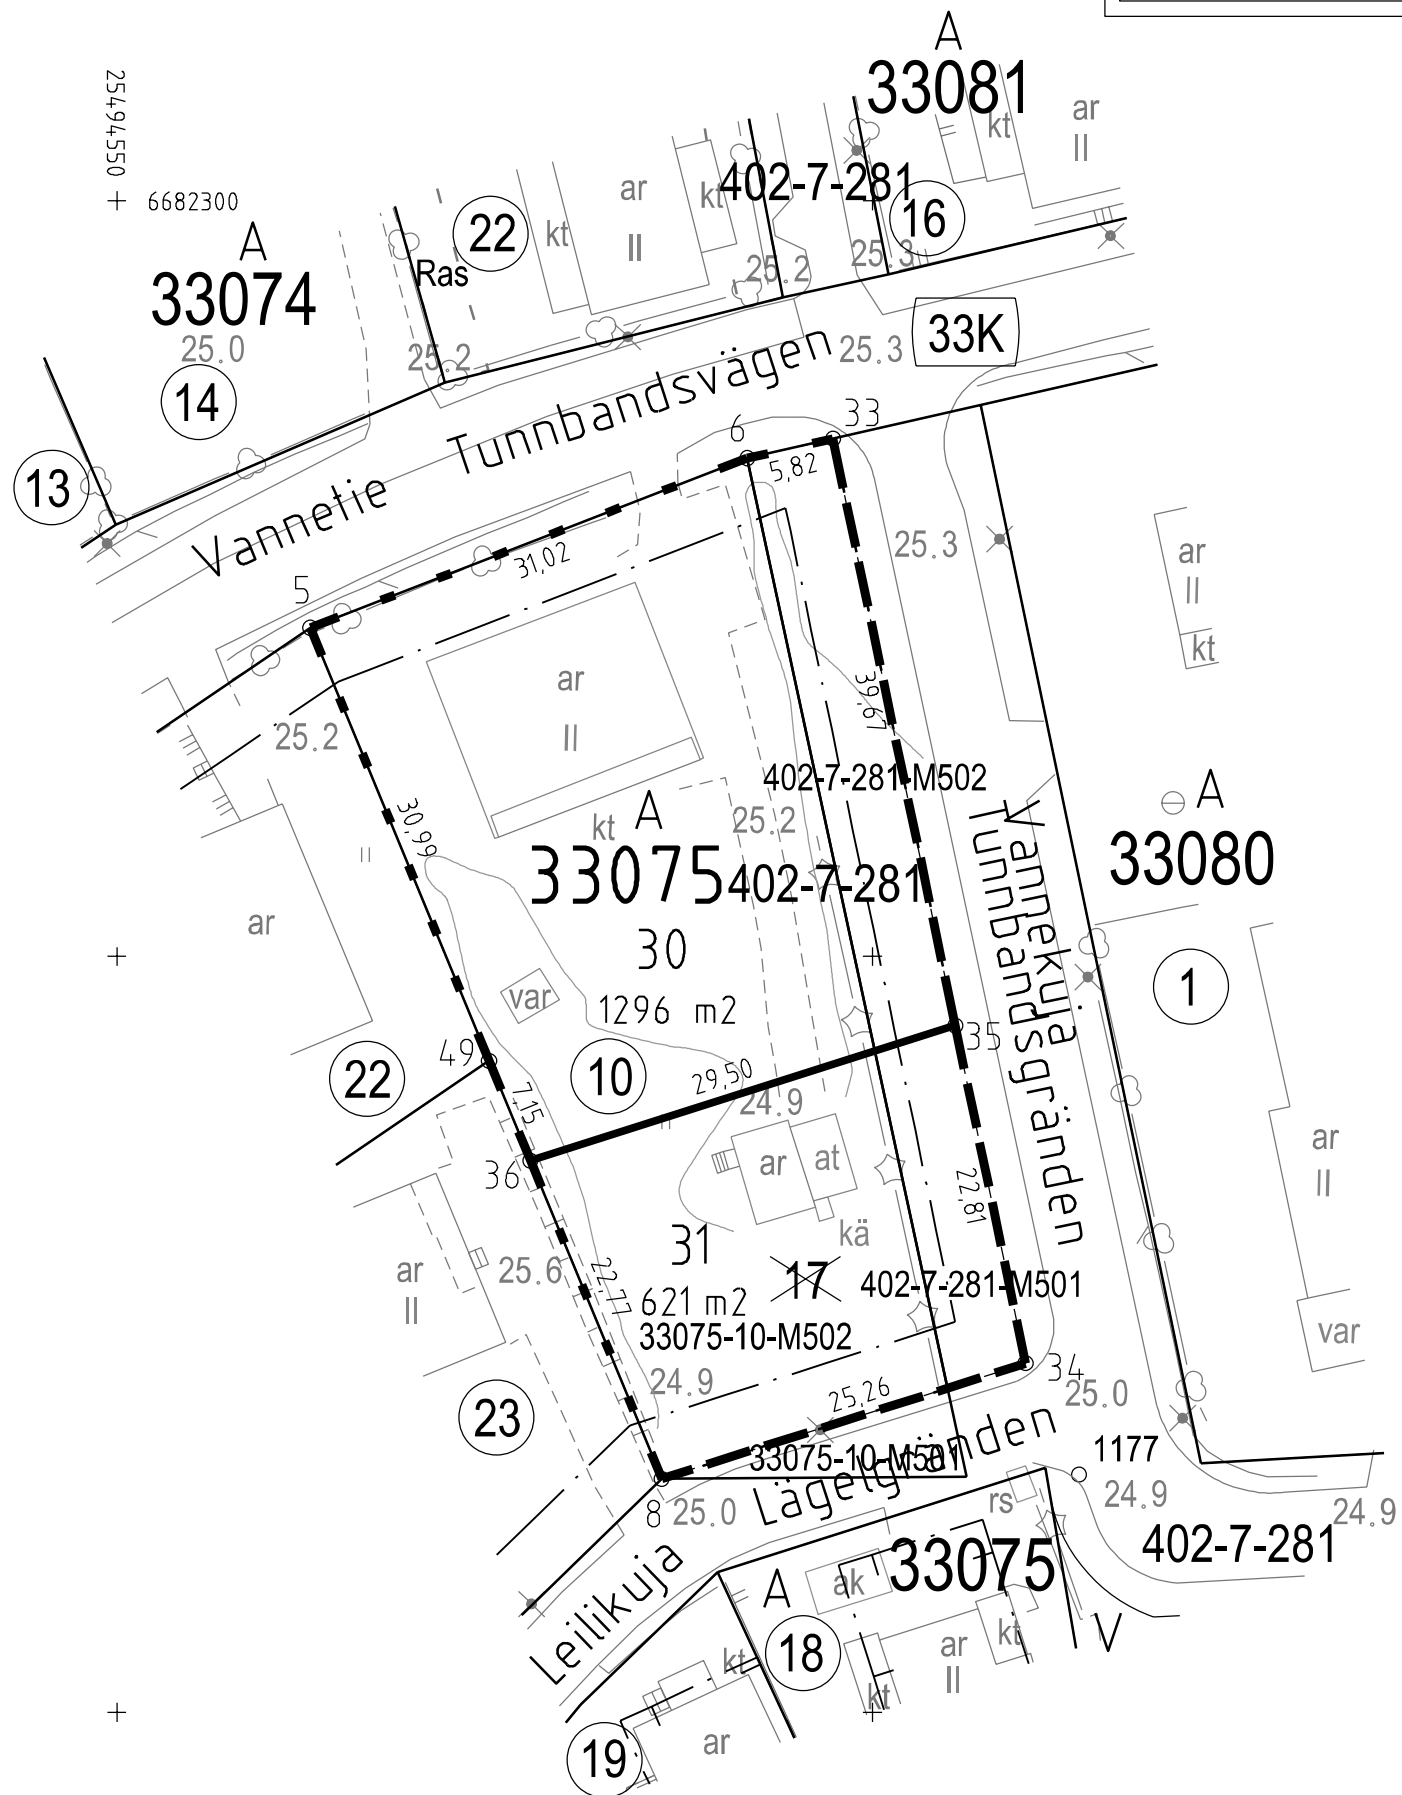 A
33081
ar
II
kt
25494550
6682300
402-7-281
16
25.3
25.2
kt
ar
II
kt
22
Ras
A
33074
25.0
14
25.2
13
33K
25.3
Vannetie Tunnbandsvägen
6
33
5,82
31,02
5
25.3
ar
II
kt
ar
II
kt
25.2
39,67
30,99
402-7-281-M502
25.2
A
33075
402-7-281
30
1296 m2
var
A
33080
1
Vannekuja
Tunnbandsgränden
ar
II
ar
22
49
10
29,50
35
24.9
7,15
36
ar
at
kä
22,81
ar
II
var
ar
II
25.6
22,77
31
621 m2
17
402-7-281-M501
33075-10-M502
24.9
25,26
34
25.0
23
33075-10-M501
1177
24.9
24.9
8
25.0
Leilikuja
Lägelgränden
rs
402-7-281
33075
ak
A
18
kt
kt
ar
II
kt
V
19
ar